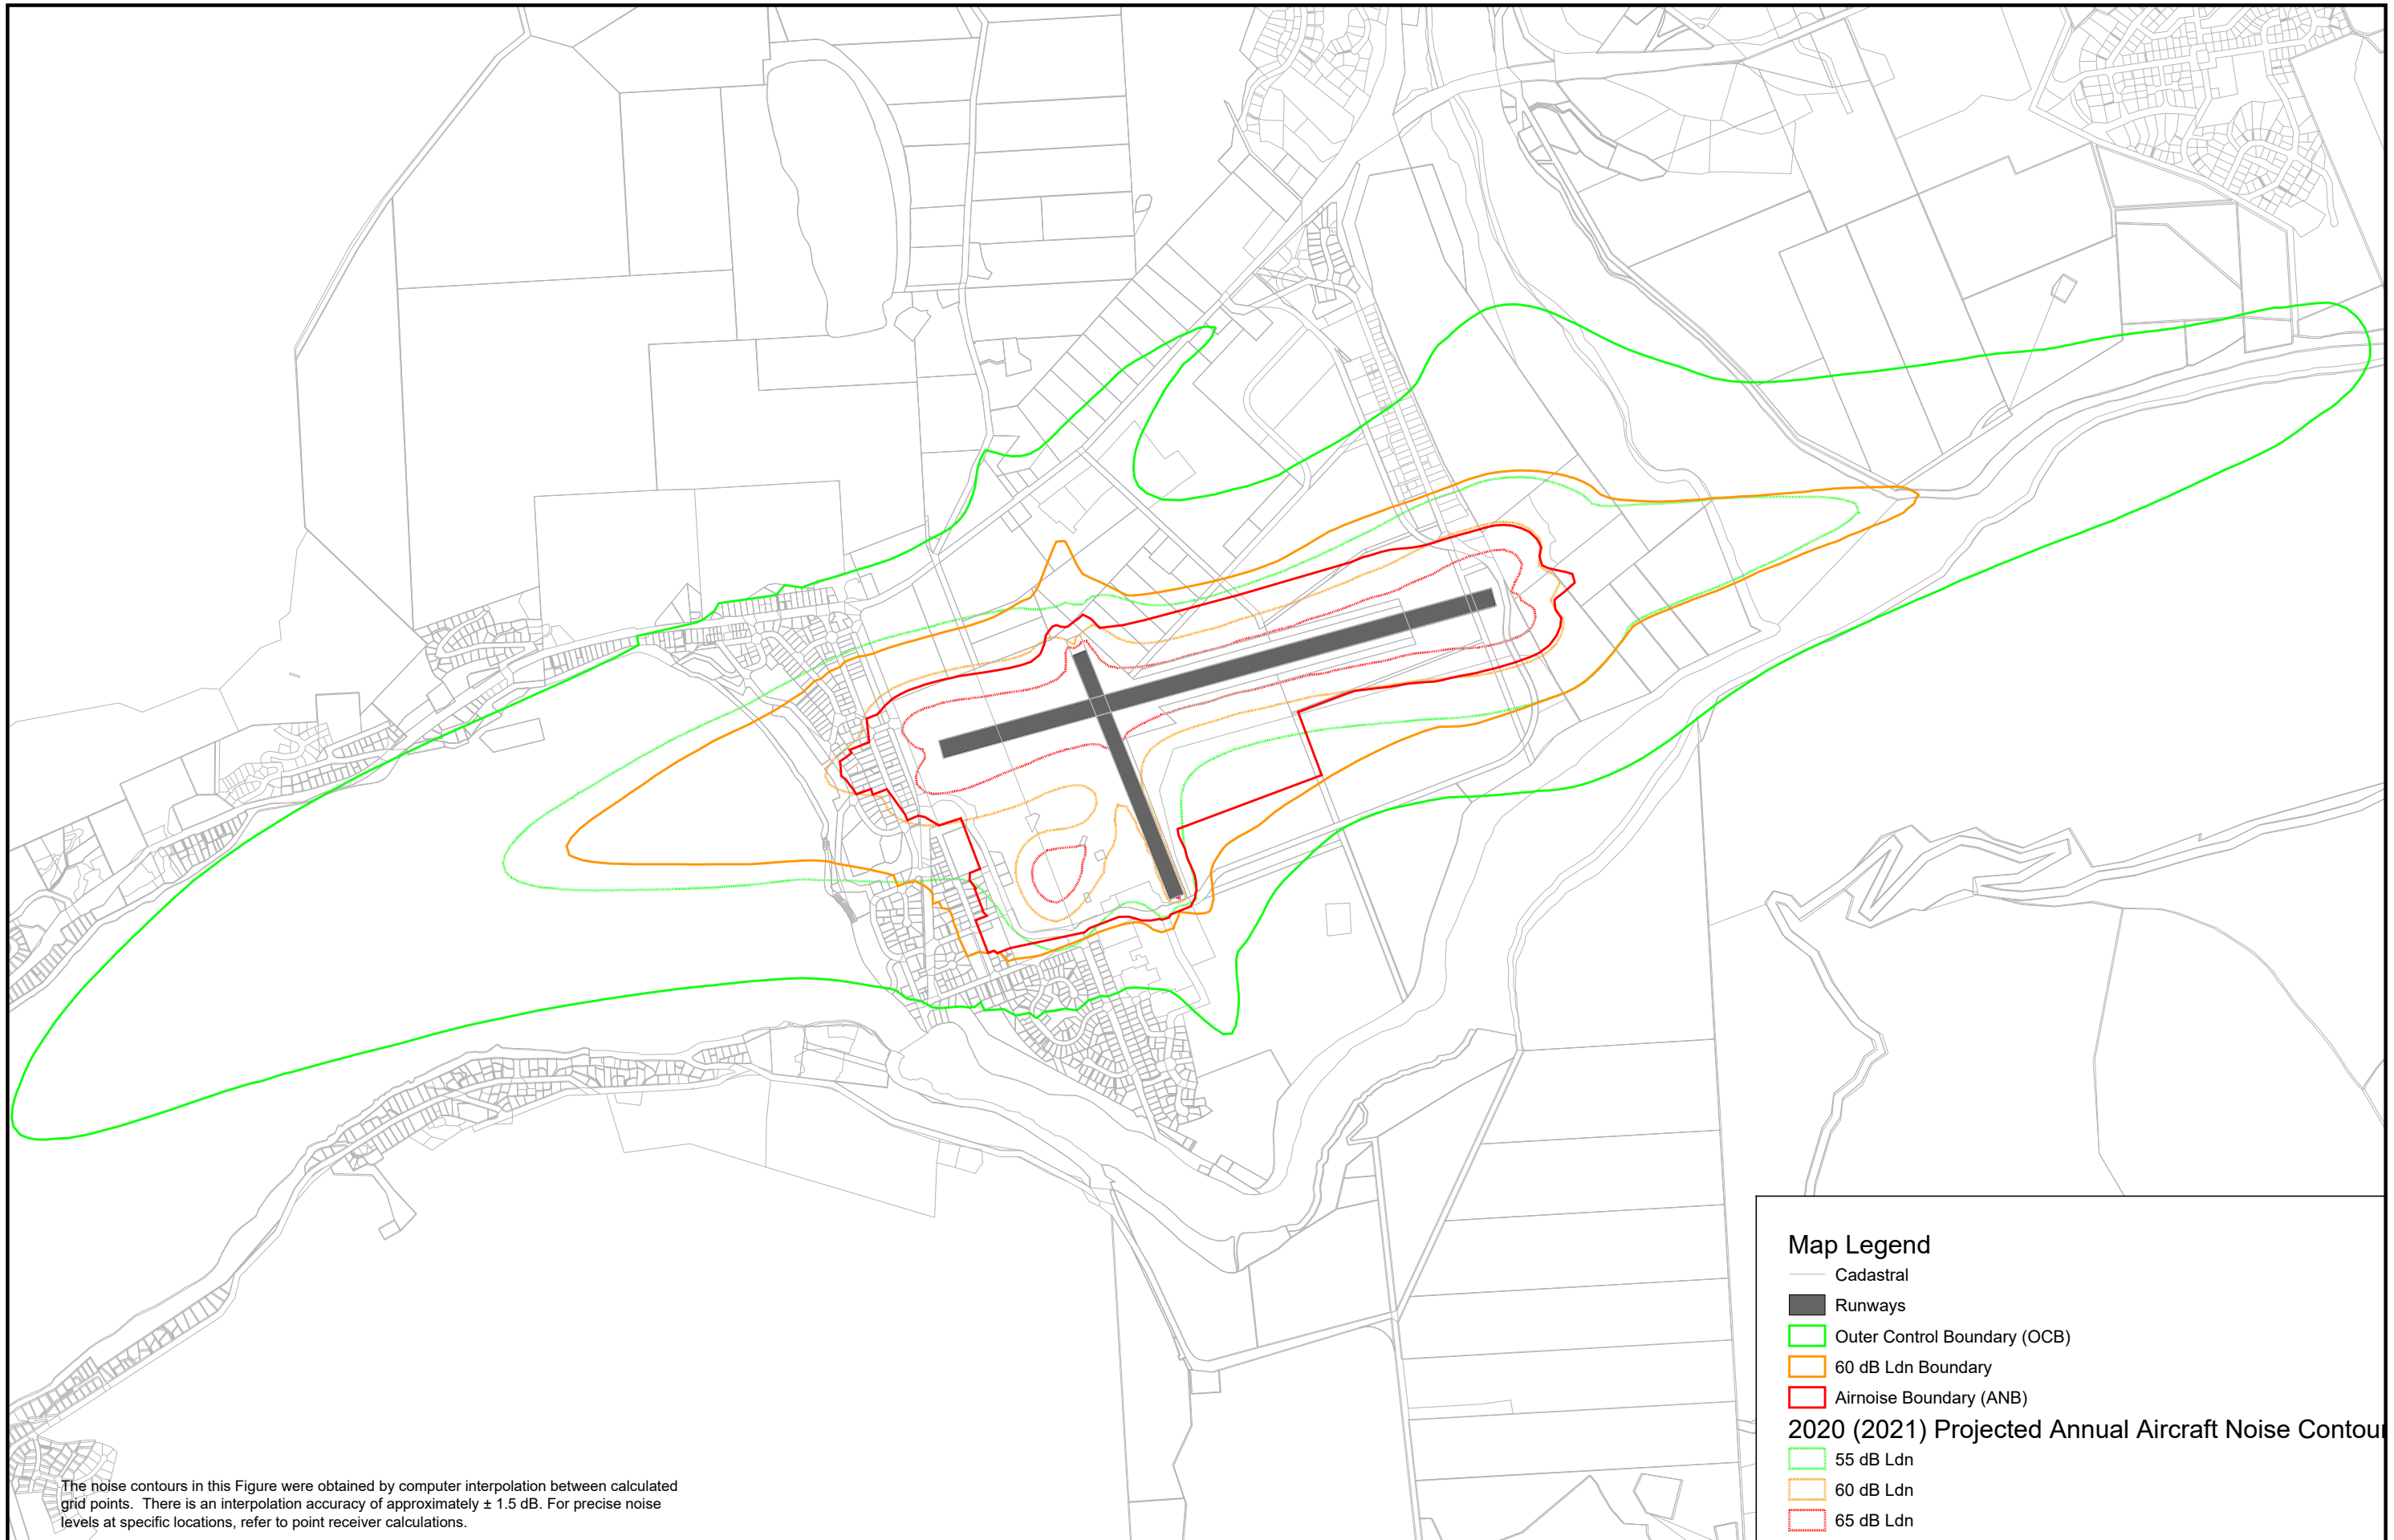 Map Legend
Cadastral
Runways
Outer Control Boundary (OCB)
60 dB Ldn Boundary
Airnoise Boundary (ANB)
2020 (2021) Projected Annual Aircraft Noise Contour
55 dB Ldn
60 dB Ldn
65 dB Ldn
The noise contours in this Figure were obtained by computer interpolation between calculated
grid points. There is an interpolation accuracy of approximately ± 1.5 dB. For precise noise
levels at specific locations, refer to point receiver calculations.